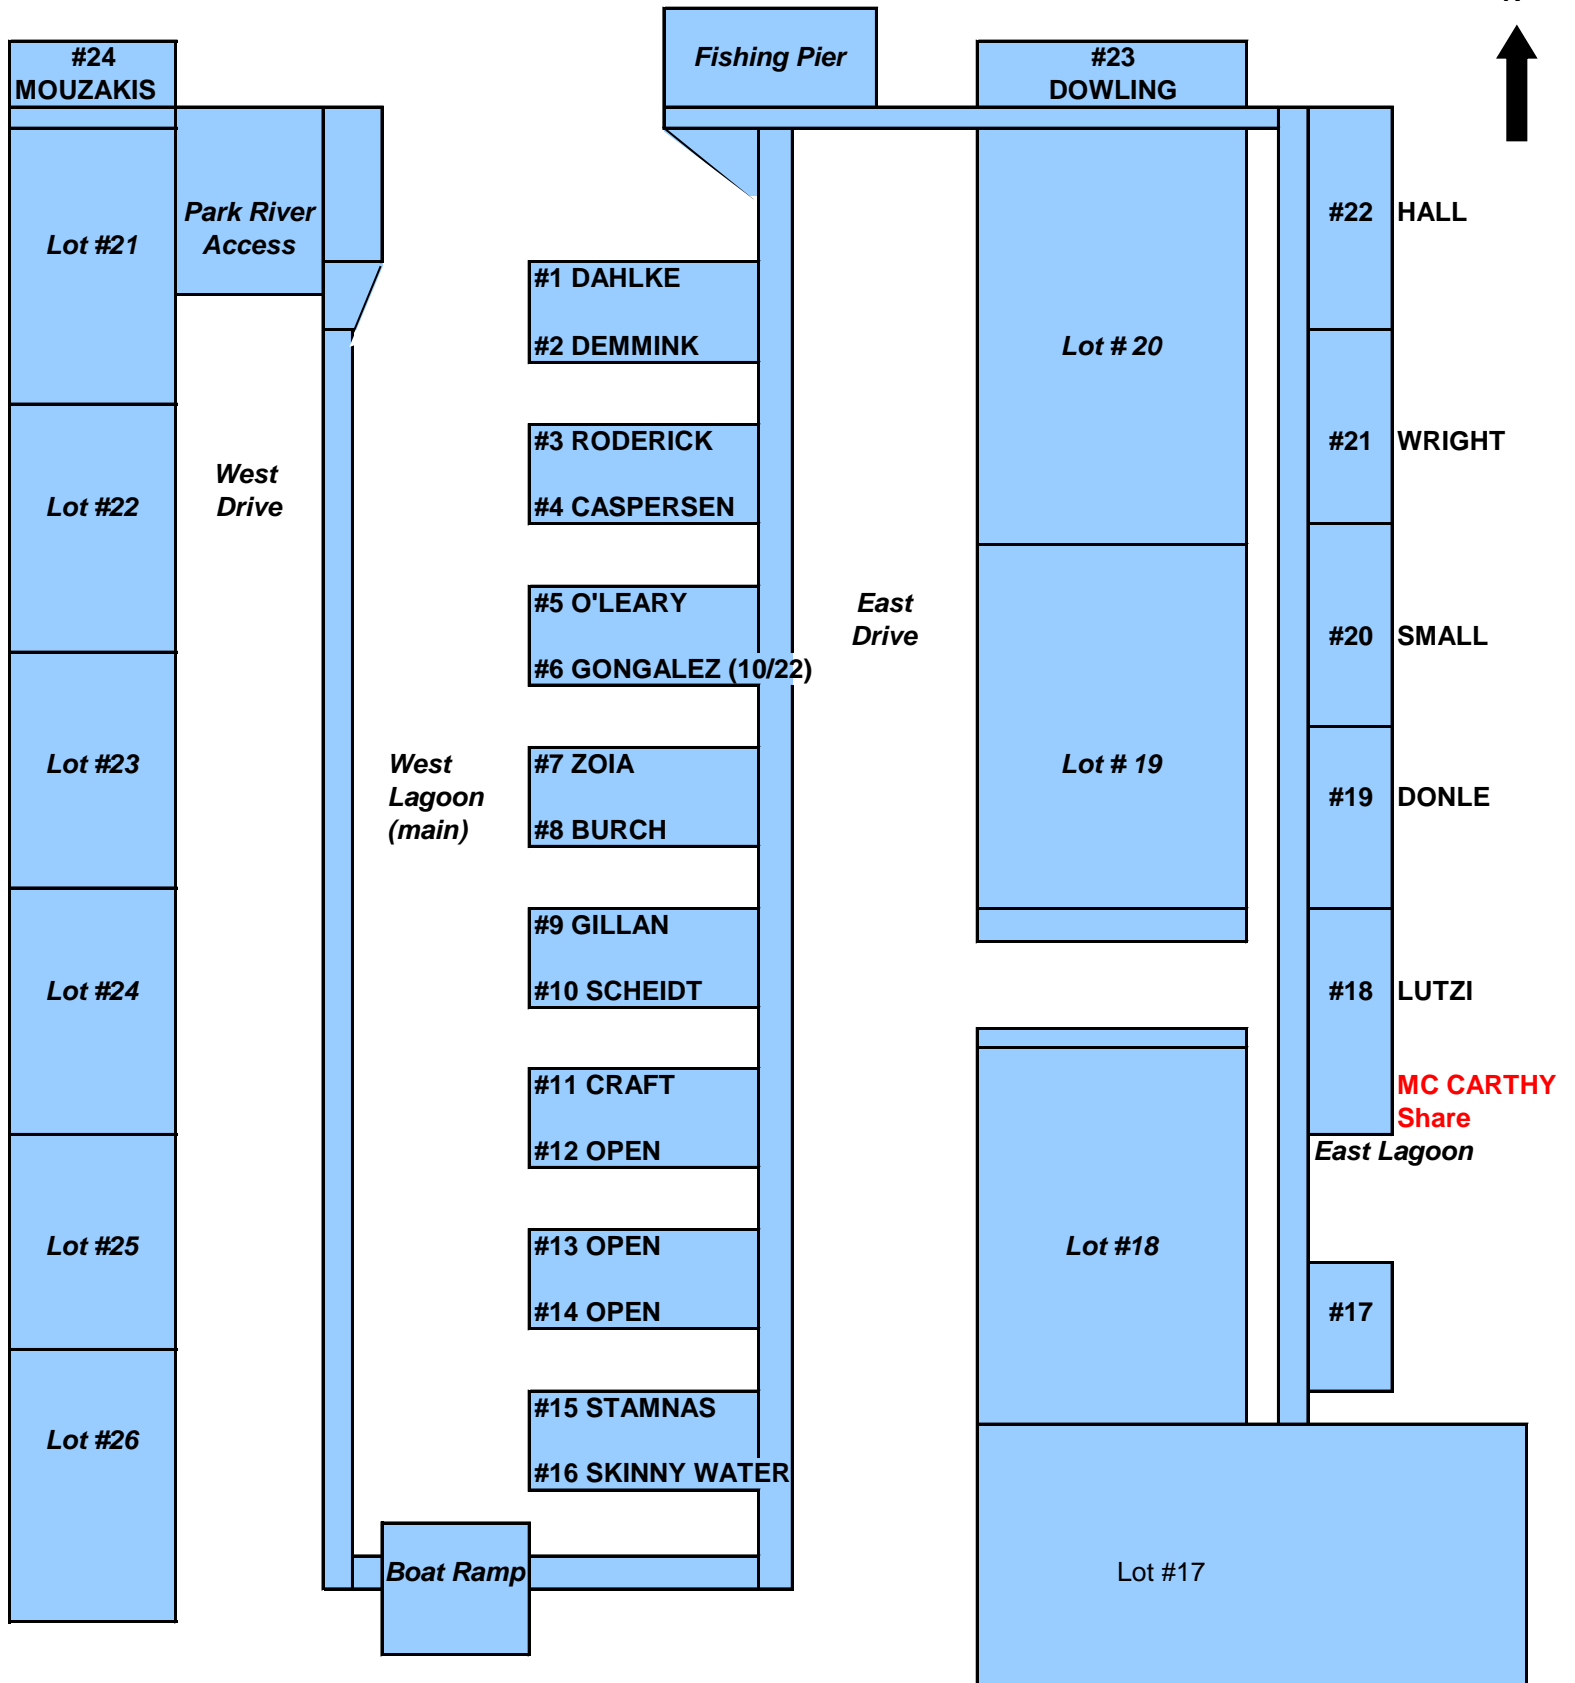 #24
MOUZAKIS
Fishing Pier
#23
DOWLING
Lot #21
Park River
Access
#22 HALL
#1 DAHLKE
#2 DEMMINK
Lot # 20
#3 RODERICK
#21 WRIGHT
West
Drive
Lot #22
#4 CASPERSEN
#5 O'LEARY
East
Drive
#20 SMALL
#6 GONGALEZ (10/22)
Lot #23
West
Lagoon
(main)
#7 ZOIA
Lot # 19
#19 DONLE
#8 BURCH
#9 GILLAN
Lot #24
#10 SCHEIDT
#18 LUTZI
#11 CRAFT
MC CARTHY
Share
#12 OPEN
East Lagoon
Lot #25
#13 OPEN
Lot #18
#14 OPEN
#17
#15 STAMNAS
Lot #26
#16 SKINNY WATER
Boat Ramp
Lot #17